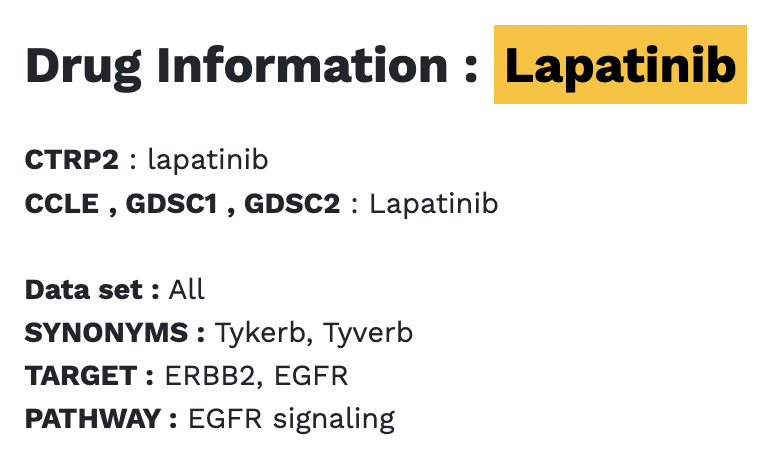 Drug Information : Lapatinib
CTRP2 : lapatinib
CCLE , GDSC1 , GDSC2 : Lapatinib
Data set : All
SYNONYMS : Tykerb, Tyverb
TARGET : ERBB2, EGFR
PATHWAY : EGFR signaling